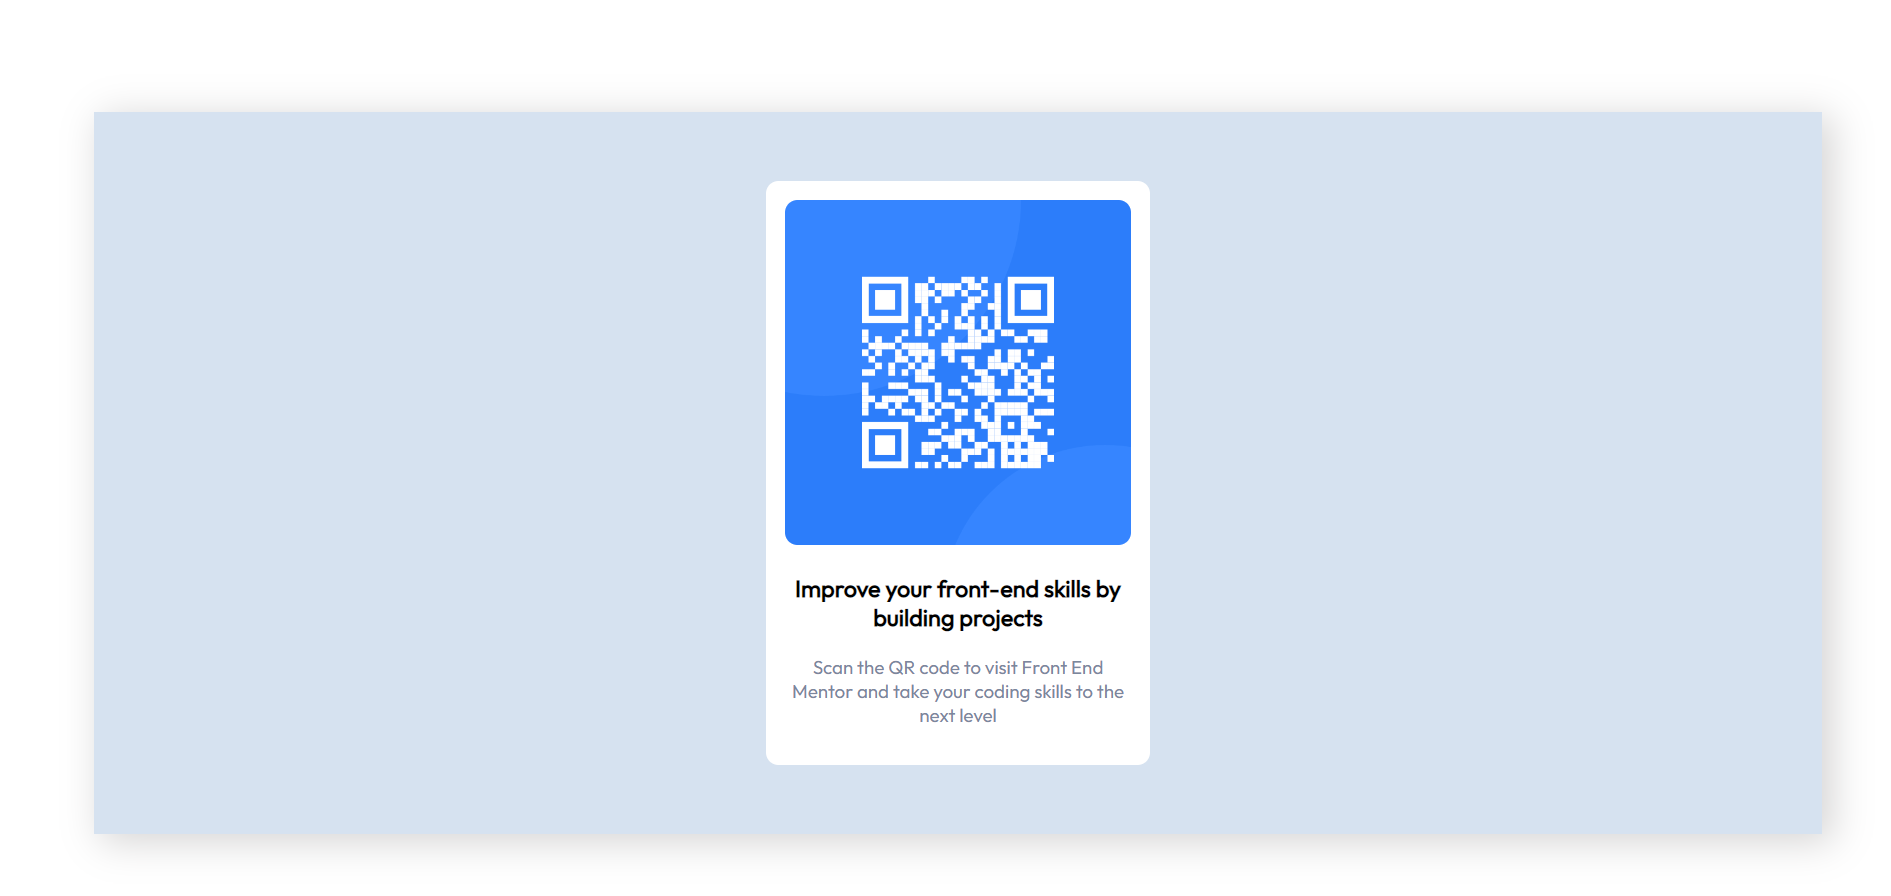 Improve your front-end skills by
building projects
Scan the QR code to visit Front End
Mentor and take your coding skills to the
next level